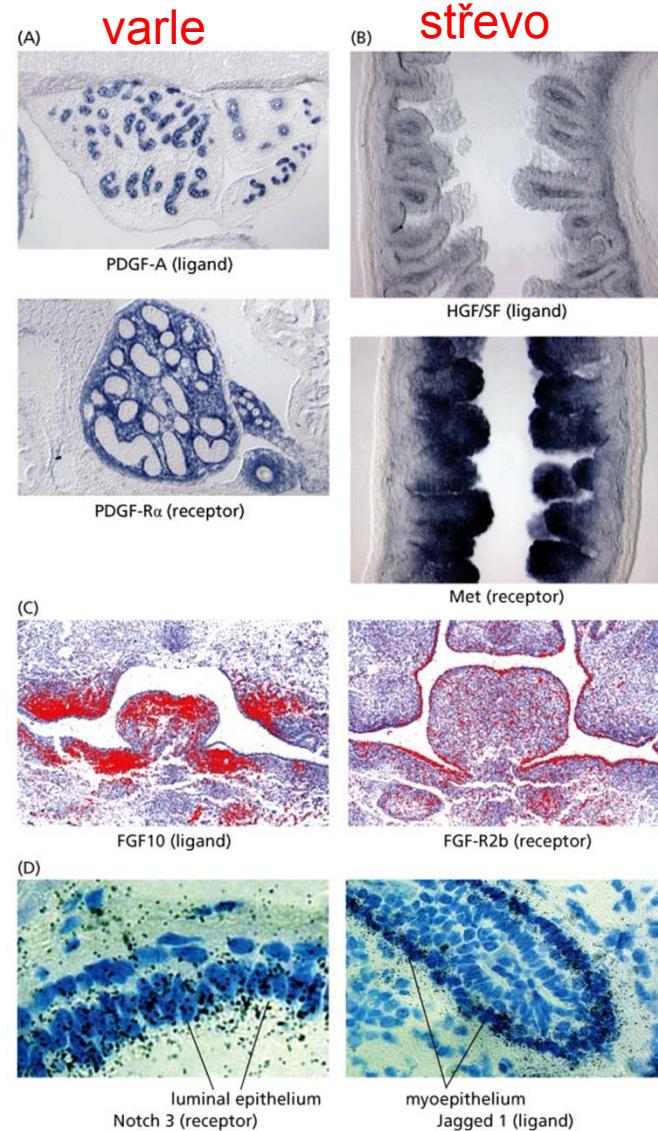 varle
střevo
(A)
(B)
PDGF-A (ligand)
HGF/SF (ligand)
PDGF-Rα (receptor)
Met (receptor)
(C)
FGF10 (ligand)
FGF-R2b (receptor)
(D)
luminal epithelium
Notch 3 (receptor)
myoepithelium
Jagged 1 (ligand)